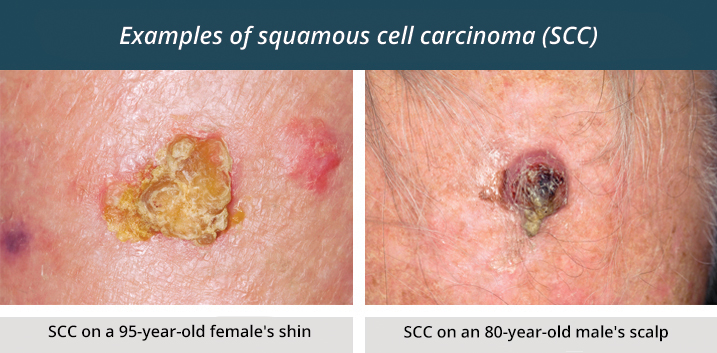 Examples of squamous cell carcinoma (SCC)
SCC on a 95-year-old female's shin
SCC on an 80-year-old male's scalp